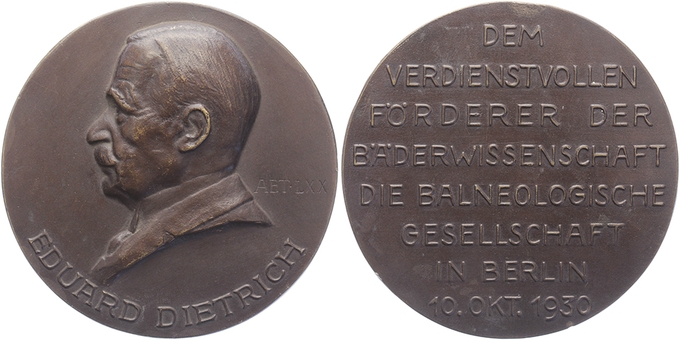 AET·LXX
EDUARD DIETRICH
DEM
VERDIENSTVOLLEN
FÖRDERER DER
BÄDERWISSENSCHAFT
DIE BALNEOLOGISCHE
GESELLSCHAFT
IN BERLIN
10. OKT. 1930